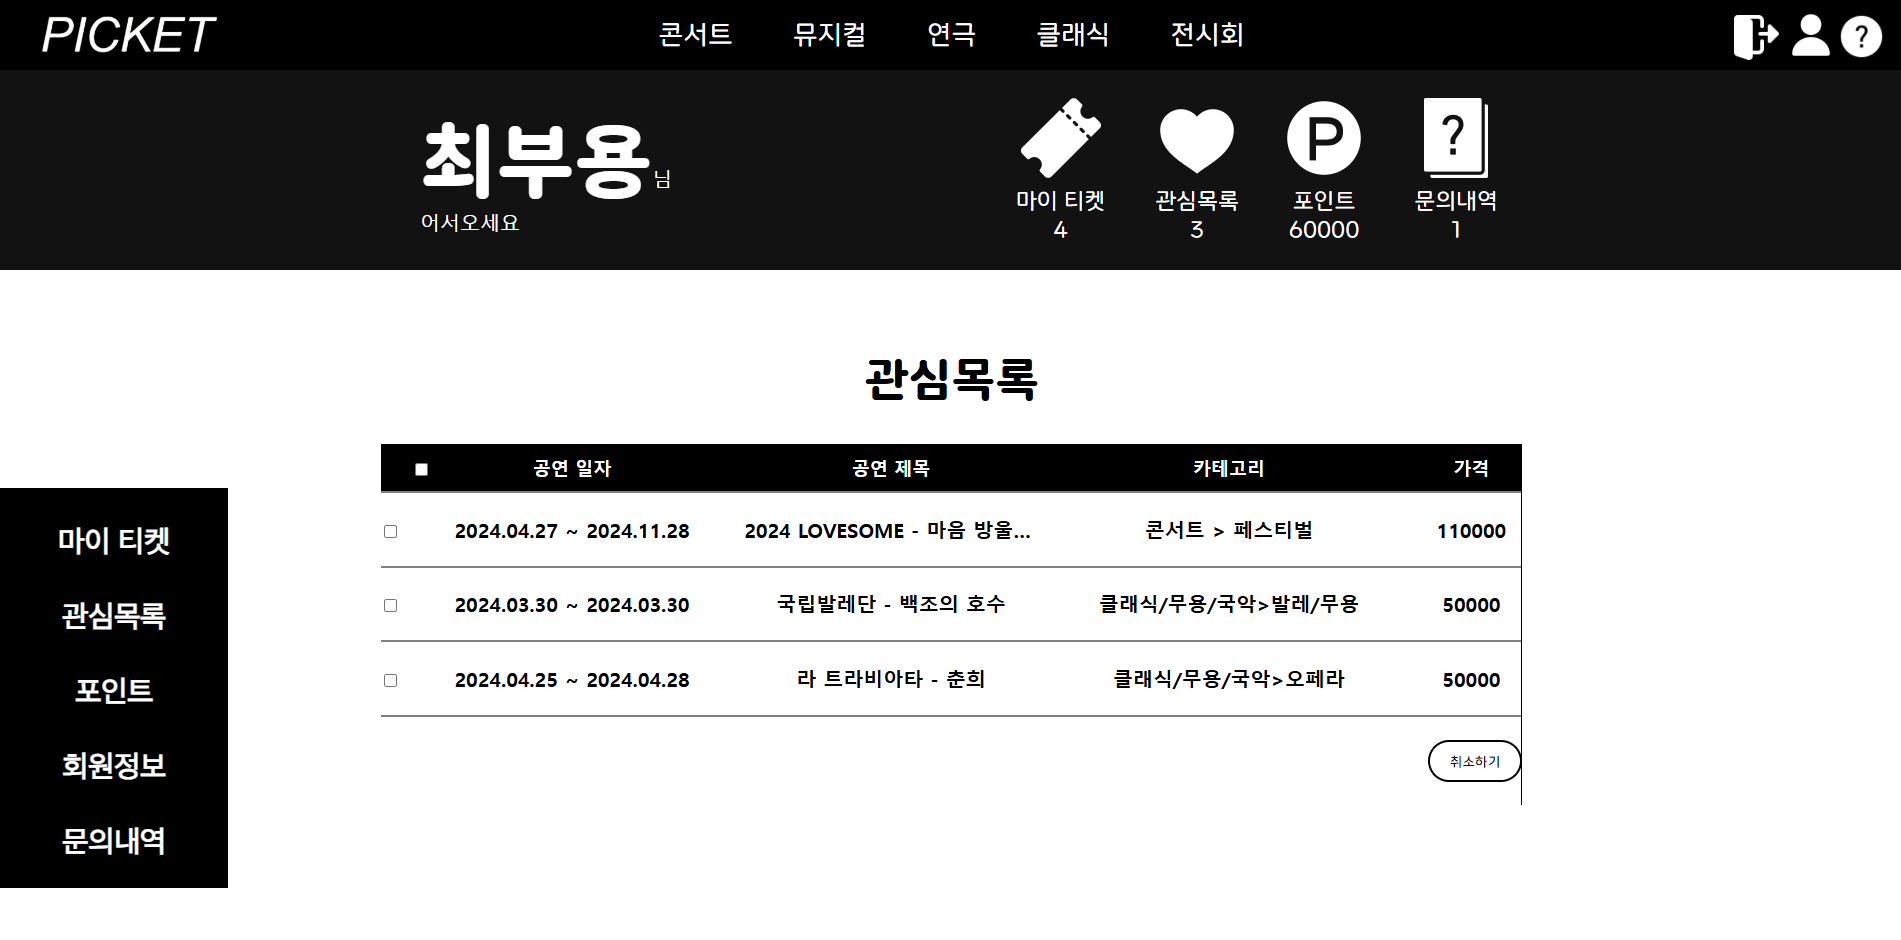 PICKET 콘서트 뮤지컬 연극 클래식 전시회 ?
최부용 님
어서오세요
P ?
마이 티켓 관심목록 포인트 문의내역
4 3 60000 1
관심목록
공연 일자 공연 제목 카테고리 가격
2024.04.27 ~ 2024.11.28 2024 LOVESOME - 마음 방울... 콘서트 > 페스티벌 110000
2024.03.30 ~ 2024.03.30 국립발레단 - 백조의 호수 클래식/무용/국악>발레/무용 50000
2024.04.25 ~ 2024.04.28 라 트라비아타 - 춘희 클래식/무용/국악>오페라 50000
취소하기
마이 티켓
관심목록
포인트
회원정보
문의내역